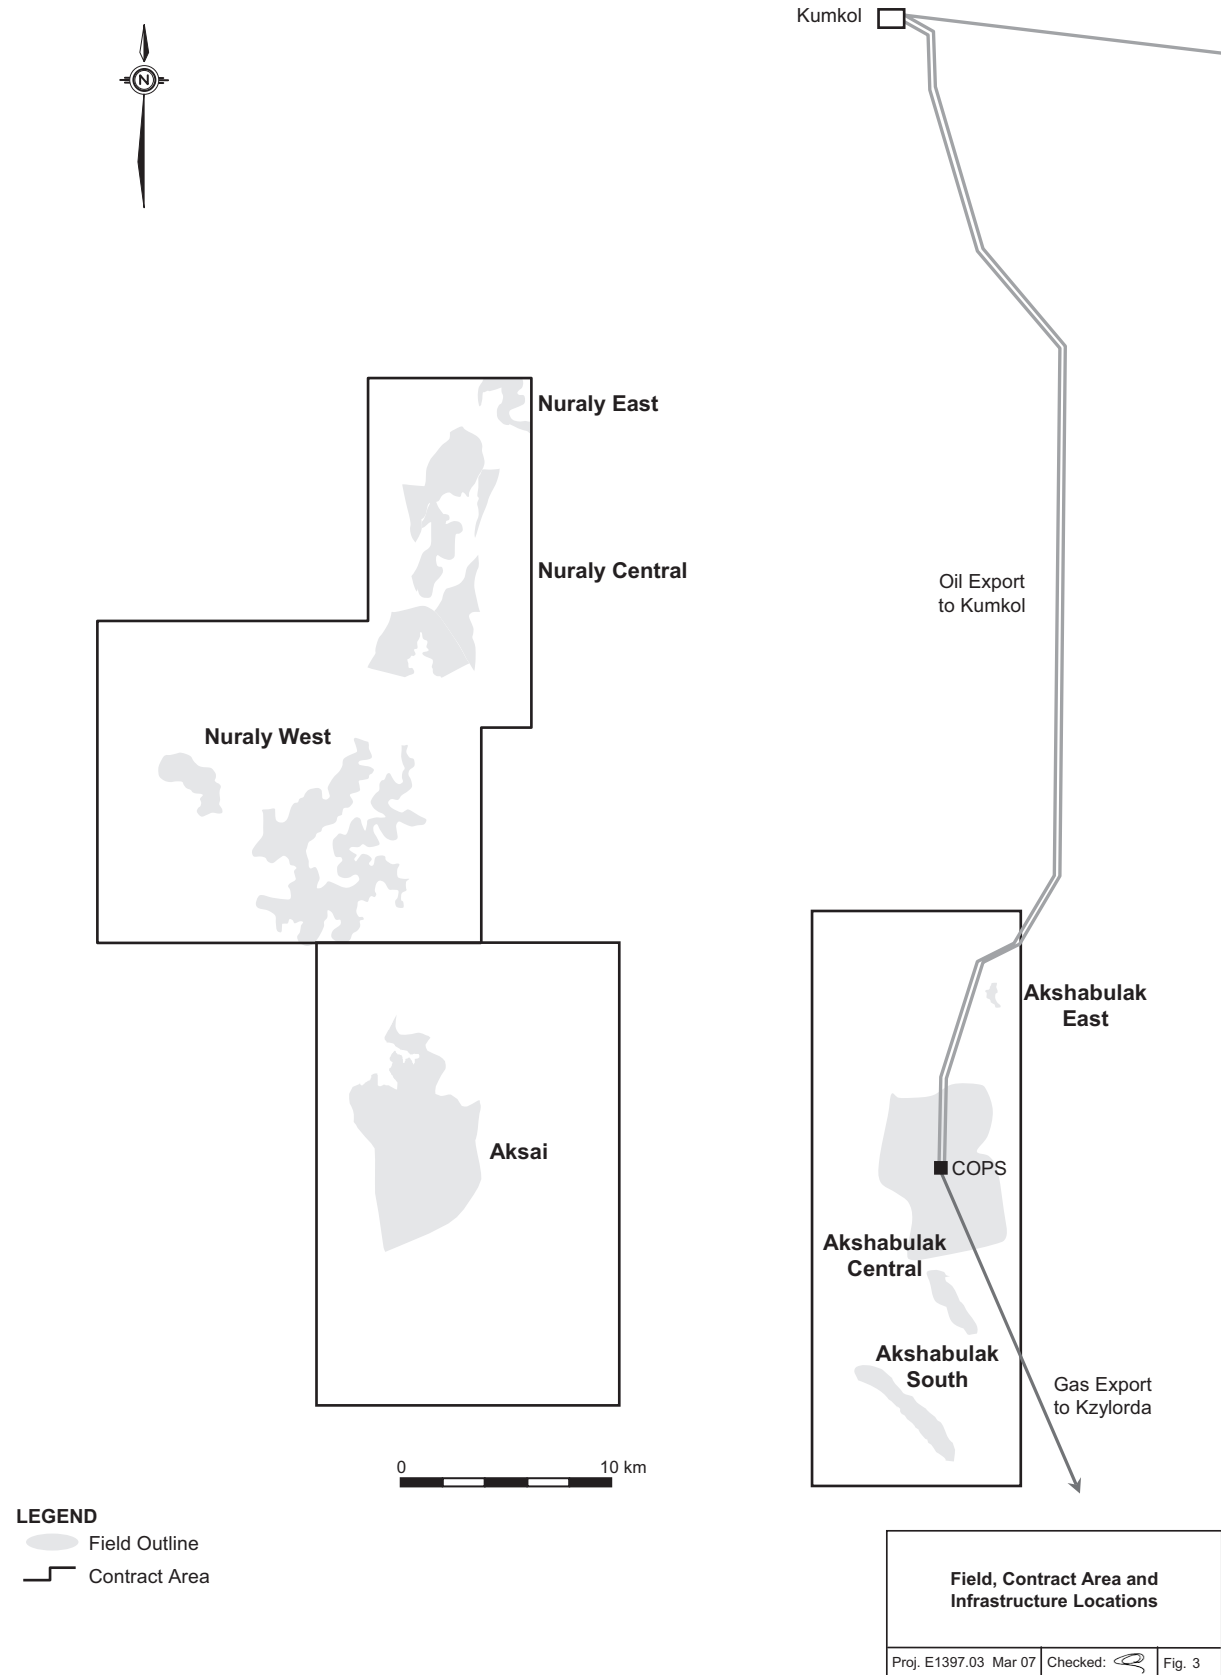 Kumkol
N
Nuraly East
Nuraly Central
Oil Export
to Kumkol
Nuraly West
Akshabulak
East
Aksai
COPS
Akshabulak
Central
Akshabulak
South
Gas Export
to Kzylorda
0 10 km
LEGEND
Field Outline
Contract Area
Field, Contract Area and
Infrastructure Locations
Proj. E1397.03 Mar 07 Checked: Fig. 3